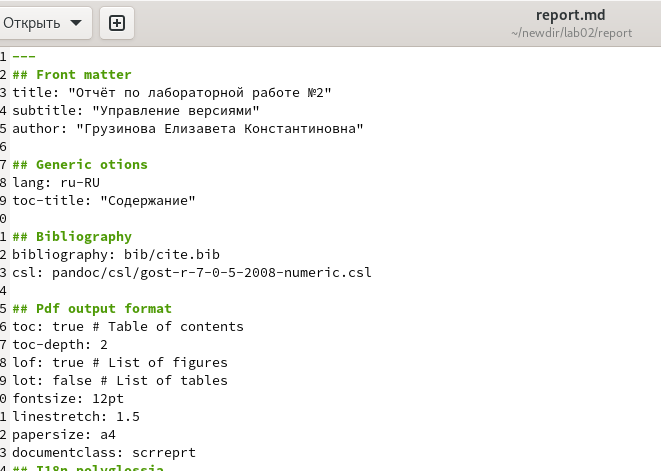 Открыть
report.md
~/newdir/lab02/report
1 ---
2 ## Front matter
3 title: "Отчёт по лабораторной работе №2"
4 subtitle: "Управление версиями"
5 author: "Грузинова Елизавета Константиновна"
6
7 ## Generic otions
8 lang: ru-RU
9 toc-title: "Содержание"
0
1 ## Bibliography
2 bibliography: bib/cite.bib
3 csl: pandoc/csl/gost-r-7-0-5-2008-numeric.csl
4
5 ## Pdf output format
6 toc: true # Table of contents
7 toc-depth: 2
8 lof: true # List of figures
9 lot: false # List of tables
0 fontsize: 12pt
1 linestretch: 1.5
2 papersize: a4
3 documentclass: scrreprt
4 ## I18n polyglossia